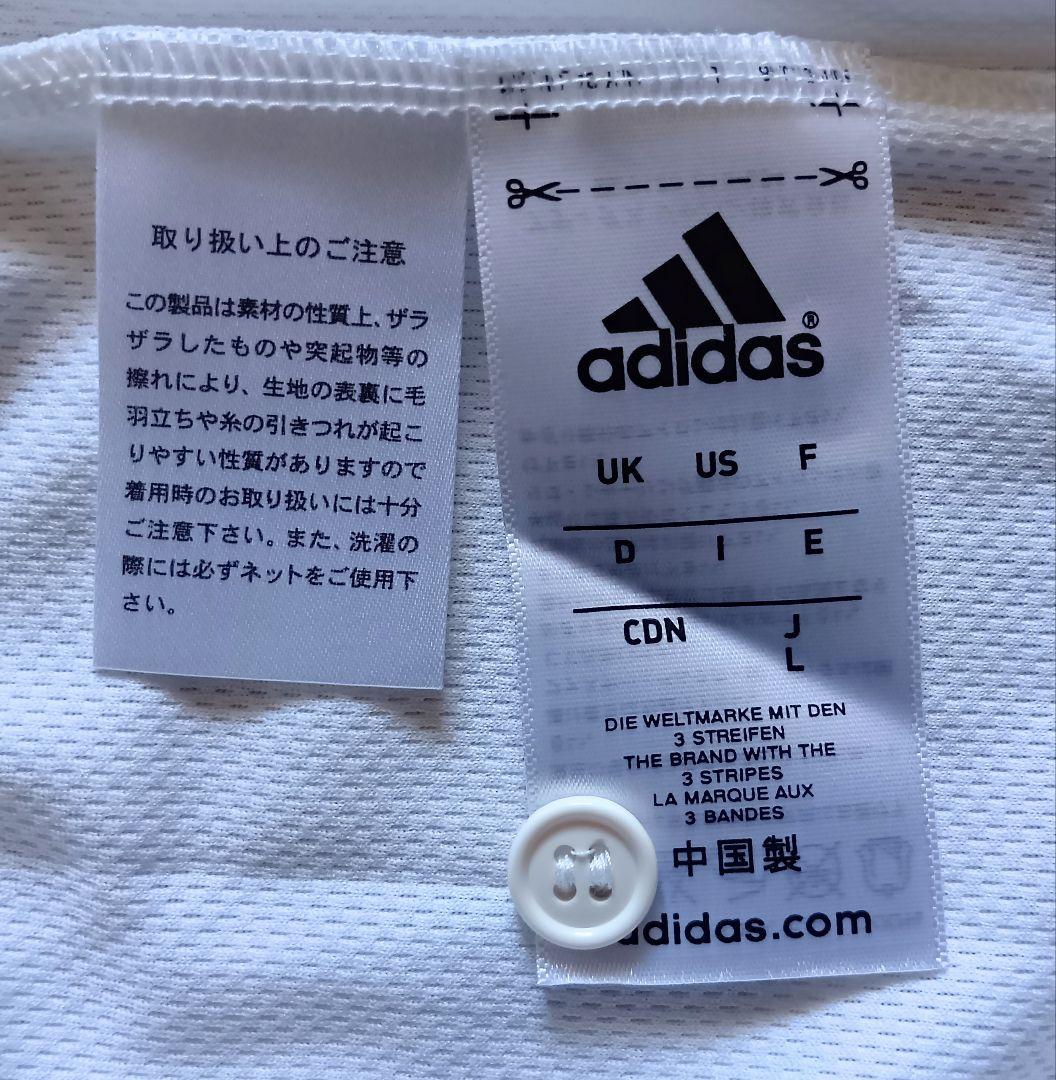 取り扱い上のご注意
この製品は素材の性質上、ザラ
ザラしたものや突起物等の
擦れにより、生地の表裏に毛
羽立ちや糸の引きつれが起こ
りやすい性質がありますので
着用時のお取り扱いには十分
ご注意下さい。また、洗濯の
際には必ずネットをご使用下
さい。
adidas®
UK US F
D I E
CDN J
L
DIE WELTMARKE MIT DEN
3 STREIFEN
THE BRAND WITH THE
3 STRIPES
LA MARQUE AUX
3 BANDES
中国製
adidas.com